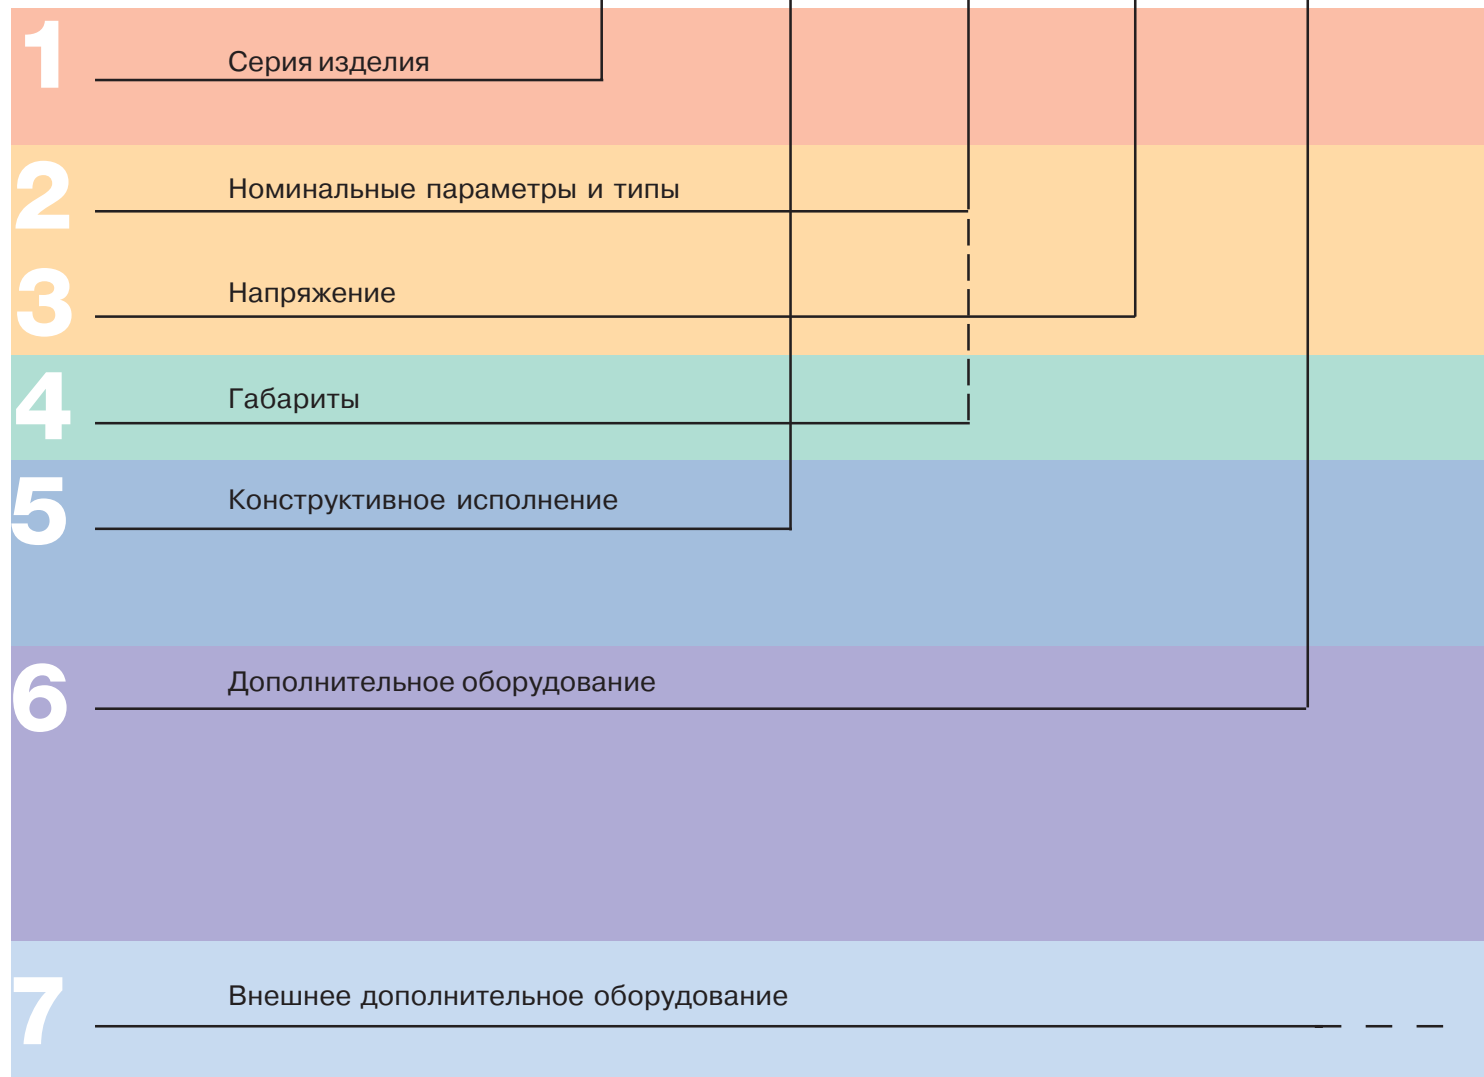 1
Серия изделия
2
Номинальные параметры и типы
3
Напряжение
4
Габариты
5
Конструктивное исполнение
6
Дополнительное оборудование
7
Внешнее дополнительное оборудование